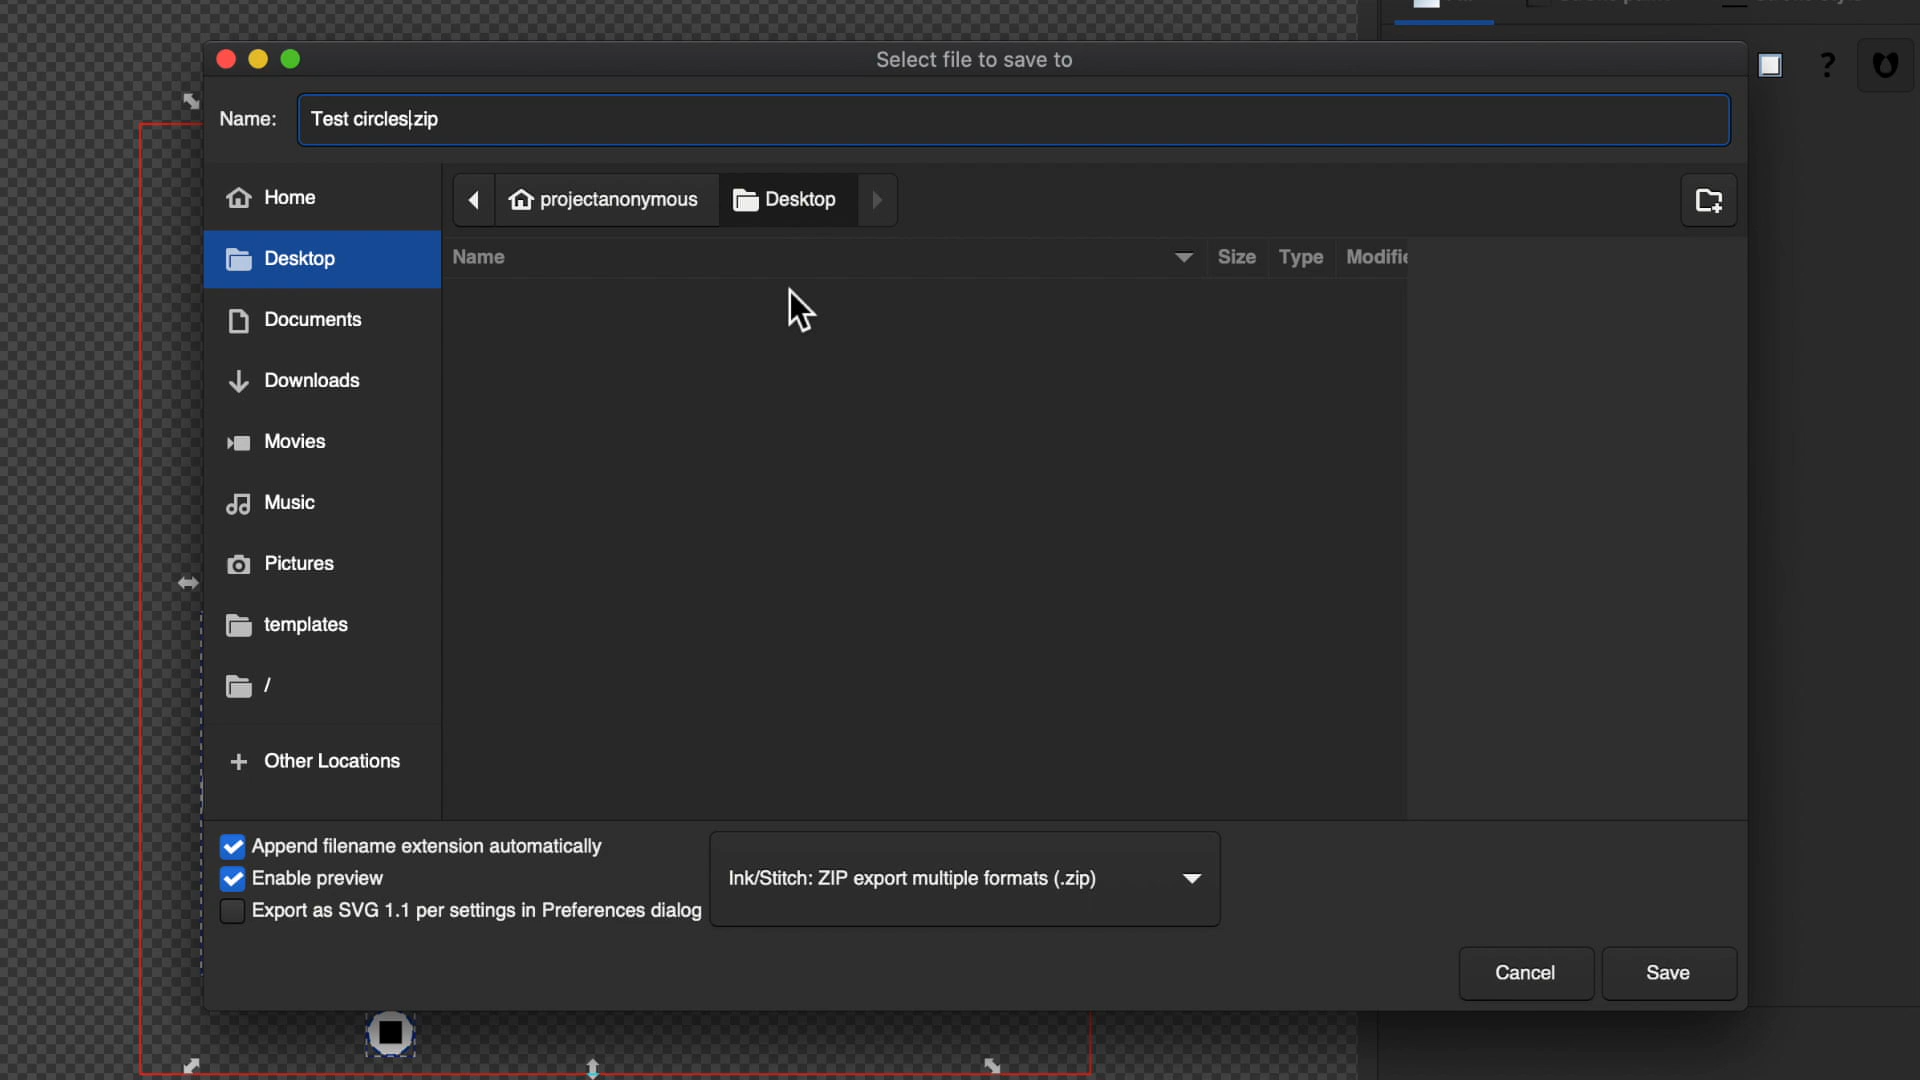 Select file to save to
Name: Test circles.zip
Home
projectanonymous Desktop
Desktop
Name Size Type Modifie
Documents
Downloads
Movies
Music
Pictures
templates
/
Other Locations
Append filename extension automatically
Enable preview
Export as SVG 1.1 per settings in Preferences dialog
Ink/Stitch: ZIP export multiple formats (.zip)
Cancel Save